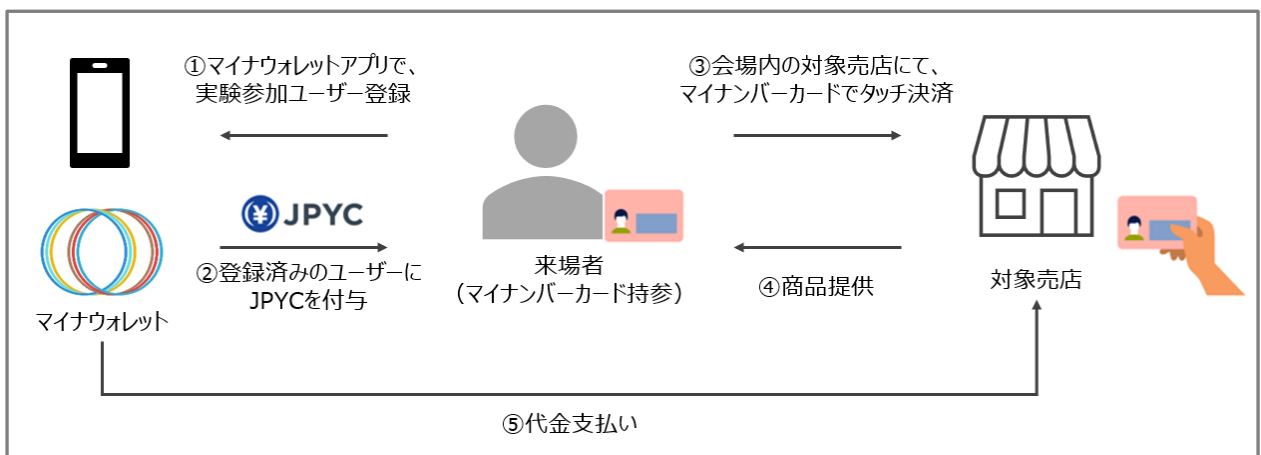 ①マイナウォレットアプリで、
実験参加ユーザー登録
③会場内の対象売店にて、
マイナンバーカードでタッチ決済
JPYC
②登録済みのユーザーに
JPYCを付与
マイナウォレット
来場者
（マイナンバーカード持参）
④商品提供
対象売店
⑤代金支払い